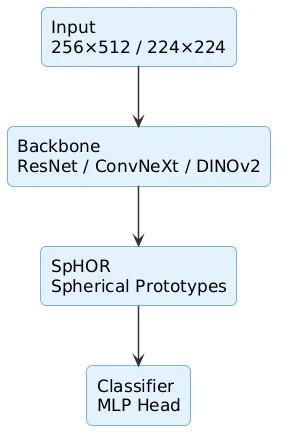 Input
256×512 / 224×224
Backbone
ResNet / ConvNeXt / DINOv2
SpHOR
Spherical Prototypes
Classifier
MLP Head